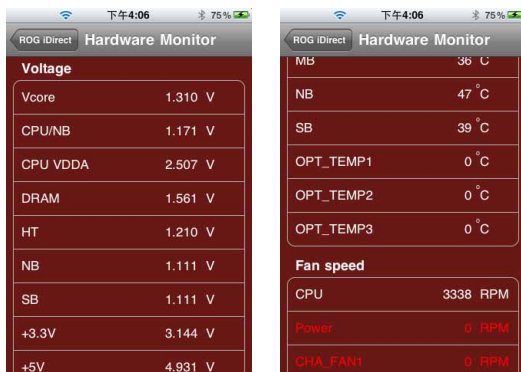 下午4:06 75%
ROG iDirect Hardware Monitor
Voltage
Vcore 1.310 V
CPU/NB 1.171 V
CPU VDDA 2.507 V
DRAM 1.561 V
HT 1.210 V
NB 1.111 V
SB 1.111 V
+3.3V 3.144 V
+5V 4.931 V
下午4:06 75%
ROG iDirect Hardware Monitor
MB 36 °C
NB 47 °C
SB 39 °C
OPT_TEMP1 0 °C
OPT_TEMP2 0 °C
OPT_TEMP3 0 °C
Fan speed
CPU 3338 RPM
Power 0 RPM
CHA_FAN1 0 RPM